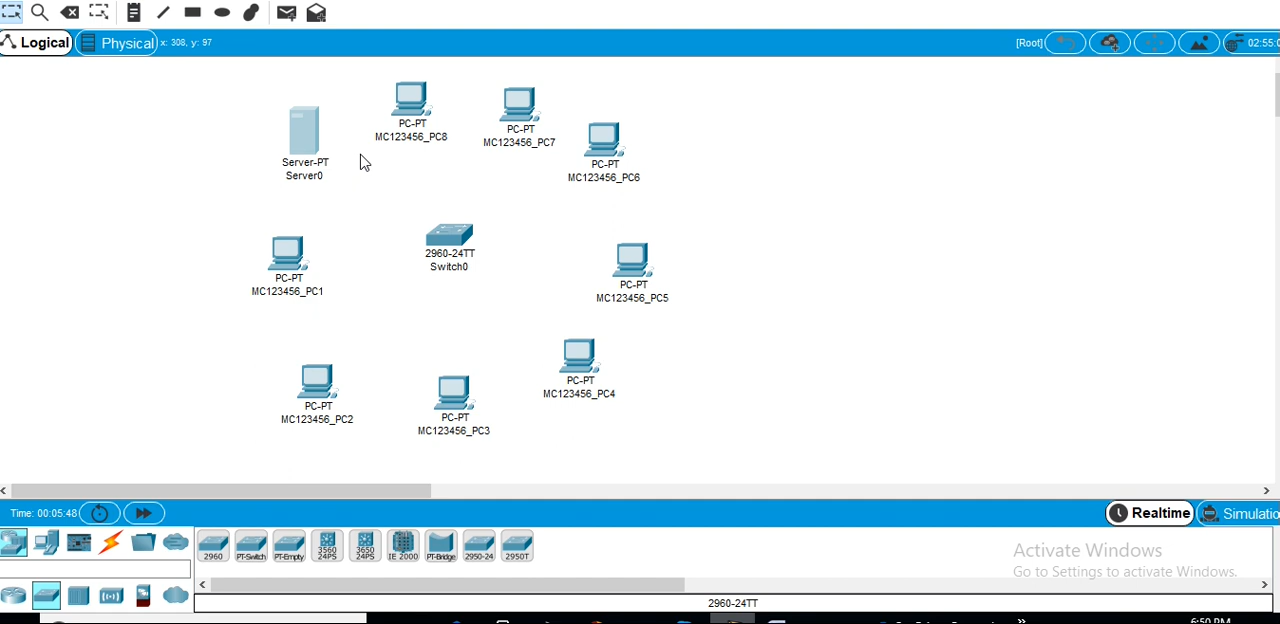 Logical
Physical
x: 308, y: 97
[Root]
02:55:0
PC-PT
MC123456_PC8
PC-PT
MC123456_PC7
PC-PT
MC123456_PC6
Server-PT
Server0
2960-24TT
Switch0
PC-PT
MC123456_PC1
PC-PT
MC123456_PC5
PC-PT
MC123456_PC4
PC-PT
MC123456_PC2
PC-PT
MC123456_PC3
Time: 00:05:48
Realtime
Simulatio
2960
PT-Switch
PT-Empty
3560
24PS
3650
24PS
IE 2000
PT-Bridge
2950-24
2950T
Activate Windows
Go to Settings to activate Windows.
2960-24TT
6:50 PM